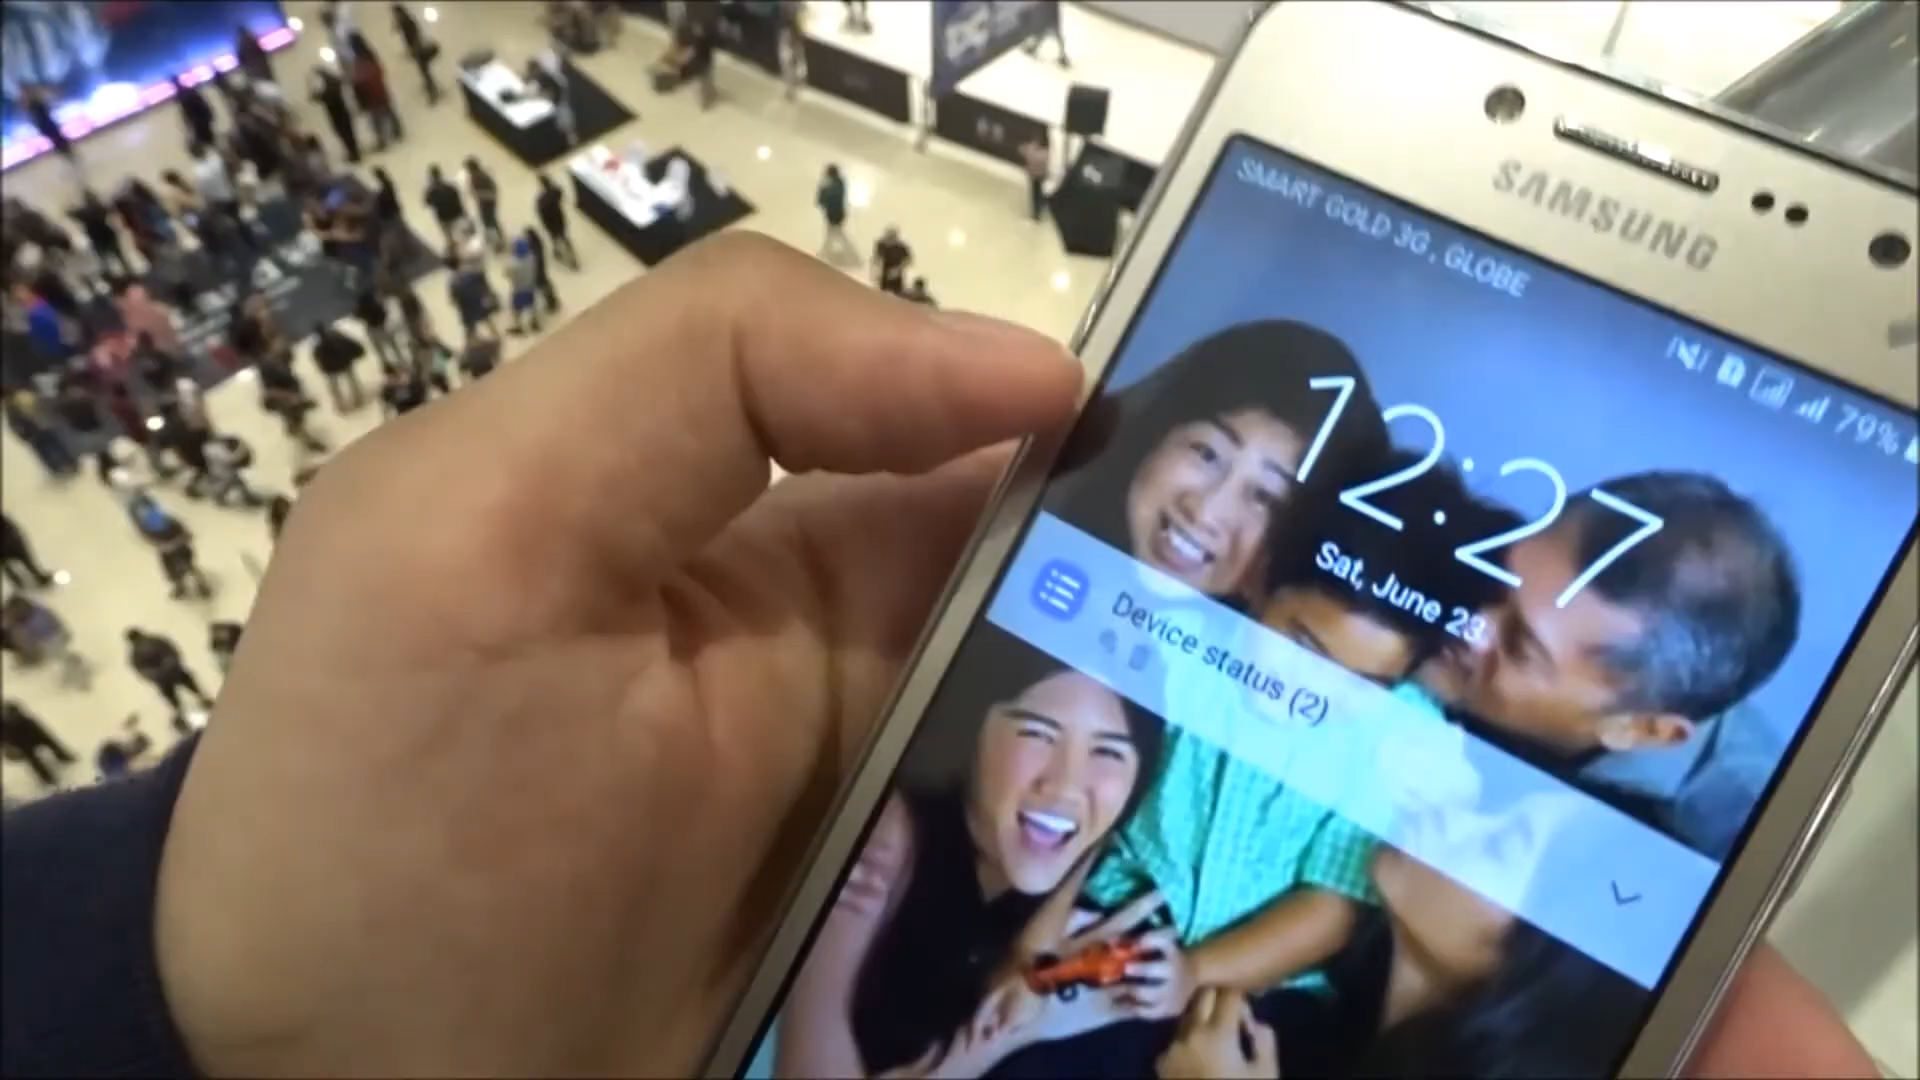 SAMSUNG
SMART GOLD 3G, GLOBE
79%
12:27
Sat, June 23
Device status (2)